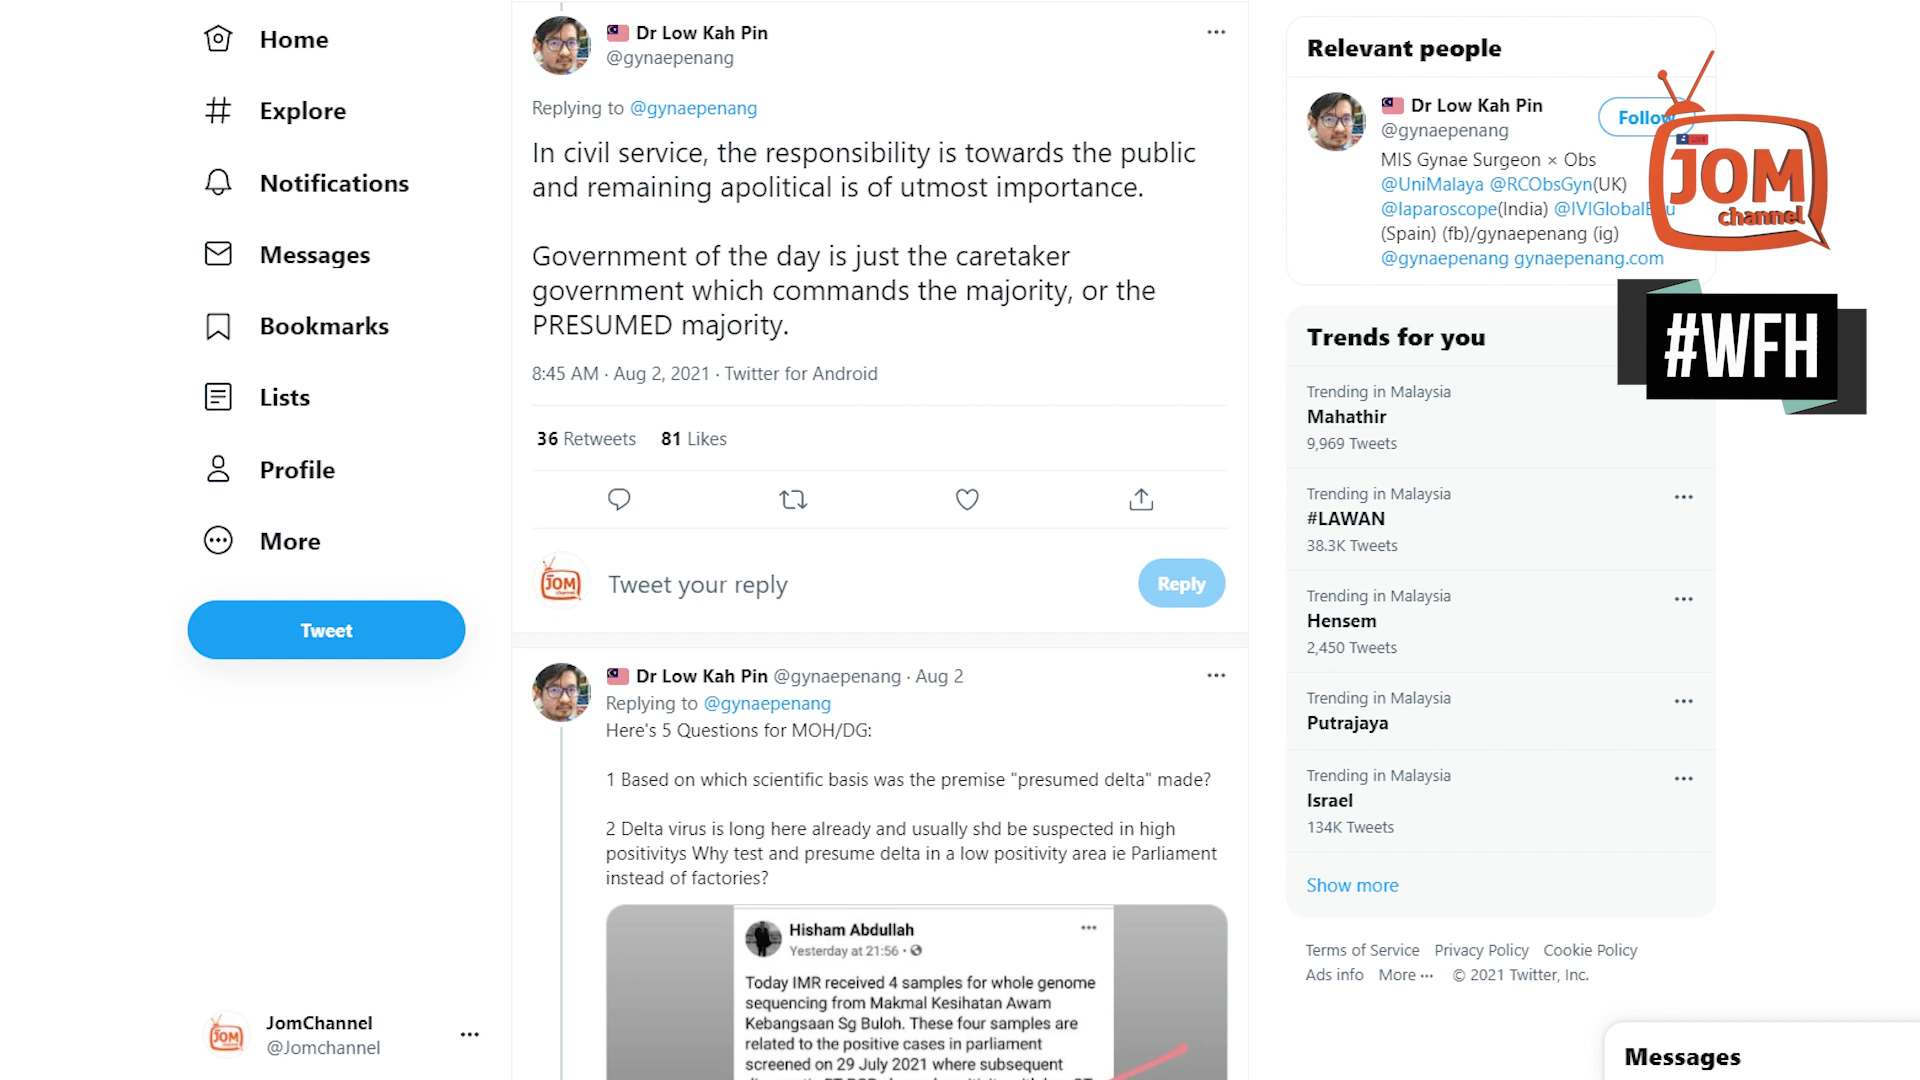 Home
Explore
Notifications
Messages
Bookmarks
Lists
Profile
More
Tweet
JomChannel
@Jomchannel
Dr Low Kah Pin
@gynaepenang
Replying to @gynaepenang
In civil service, the responsibility is towards the public
and remaining apolitical is of utmost importance.
Government of the day is just the caretaker
government which commands the majority, or the
PRESUMED majority.
8:45 AM · Aug 2, 2021 · Twitter for Android
36 Retweets 81 Likes
JOM
channel
Tweet your reply
Reply
Dr Low Kah Pin @gynaepenang · Aug 2
Replying to @gynaepenang
Here's 5 Questions for MOH/DG:
1 Based on which scientific basis was the premise "presumed delta" made?
2 Delta virus is long here already and usually shd be suspected in high
positivitys Why test and presume delta in a low positivity area ie Parliament
instead of factories?
Hisham Abdullah
Yesterday at 21:56 ·
Today IMR received 4 samples for whole genome
sequencing from Makmal Kesihatan Awam
Kebangsaan Sg Buloh. These four samples are
related to the positive cases in parliament
screened on 29 July 2021 where subsequent
Relevant people
Dr Low Kah Pin
@gynaepenang
Follow
MIS Gynae Surgeon × Obs
@UniMalaya @RCObsGyn(UK)
@laparoscope(India)
(Spain) (fb)/gynaepenang (ig)
@gynaepenang gynaepenang.com
LIVE
JOM
channel
#WFH
Trends for you
Trending in Malaysia
Mahathir
9,969 Tweets
Trending in Malaysia
#LAWAN
38.3K Tweets
Trending in Malaysia
Hensem
2,450 Tweets
Trending in Malaysia
Putrajaya
Trending in Malaysia
Israel
134K Tweets
Show more
Terms of Service Privacy Policy Cookie Policy
Ads info More ··· © 2021 Twitter, Inc.
Messages